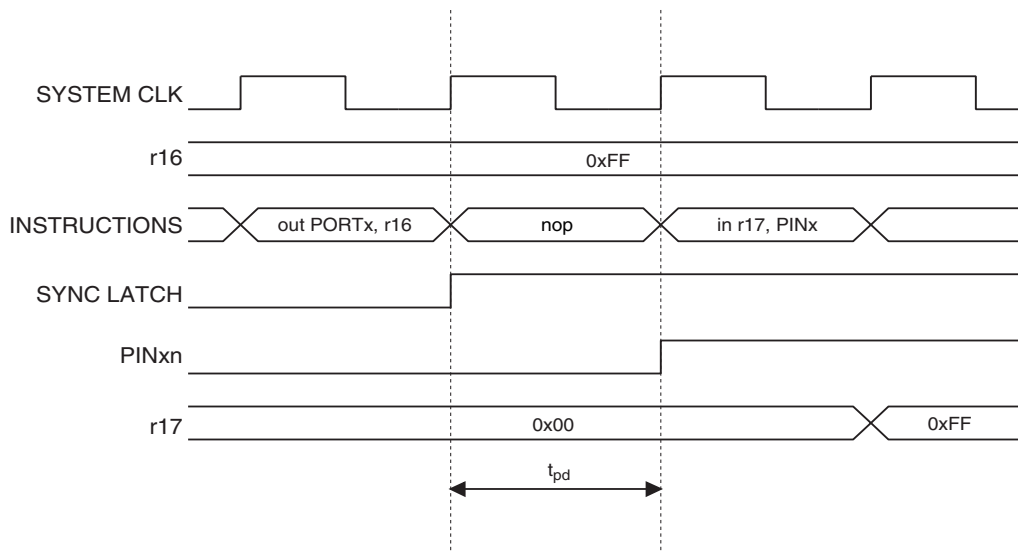 SYSTEM CLK
r16
0xFF
INSTRUCTIONS
out PORTx, r16
nop
in r17, PINx
SYNC LATCH
PINxn
r17
0x00
0xFF
tpd